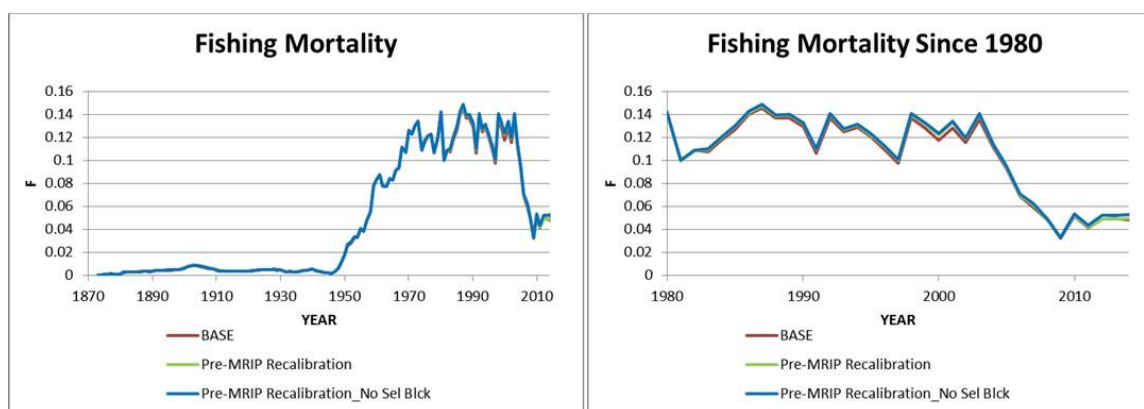 Fishing Mortality
0.16
0.14
0.12
0.1
0.08
0.06
0.04
0.02
0
F
1870 1890 1910 1930 1950 1970 1990 2010
YEAR
BASE
Pre-MRIP Recalibration
Pre-MRIP Recalibration_No Sel Blck
Fishing Mortality Since 1980
0.16
0.14
0.12
0.1
0.08
0.06
0.04
0.02
0
F
1980 1990 2000 2010
YEAR
BASE
Pre-MRIP Recalibration
Pre-MRIP Recalibration_No Sel Blck